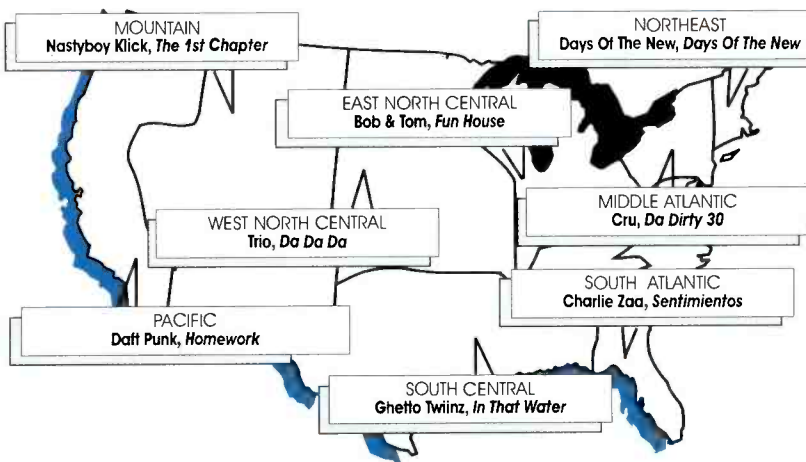 MOUNTAIN
Nastyboy Klick, The 1st Chapter
NORTHEAST
Days Of The New, Days Of The New
EAST NORTH CENTRAL
Bob & Tom, Fun House
WEST NORTH CENTRAL
Trio, Da Da Da
MIDDLE ATLANTIC
Cru, Da Dirty 30
SOUTH ATLANTIC
Charlie Zaa, Sentimientos
PACIFIC
Daft Punk, Homework
SOUTH CENTRAL
Ghetto Twiinz, In That Water